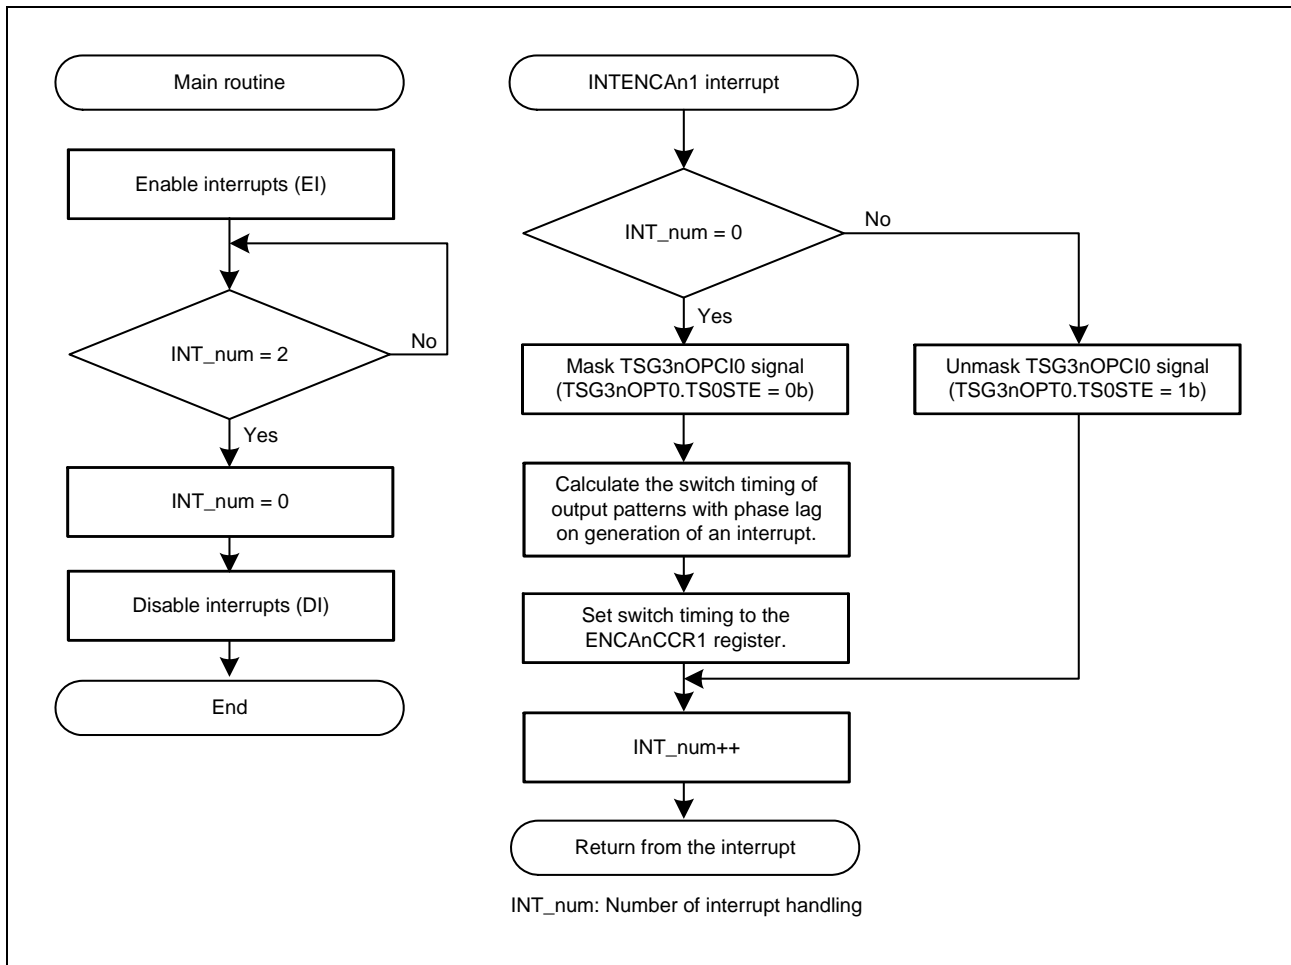 Main routine
Enable interrupts (EI)
INT_num = 2
No
Yes
INT_num = 0
Disable interrupts (DI)
End
INTENCAn1 interrupt
INT_num = 0
No
Yes
Mask TSG3nOPCI0 signal
(TSG3nOPT0.TS0STE = 0b)
Unmask TSG3nOPCI0 signal
(TSG3nOPT0.TS0STE = 1b)
Calculate the switch timing of
output patterns with phase lag
on generation of an interrupt.
Set switch timing to the
ENCAnCCR1 register.
INT_num++
Return from the interrupt
INT_num: Number of interrupt handling